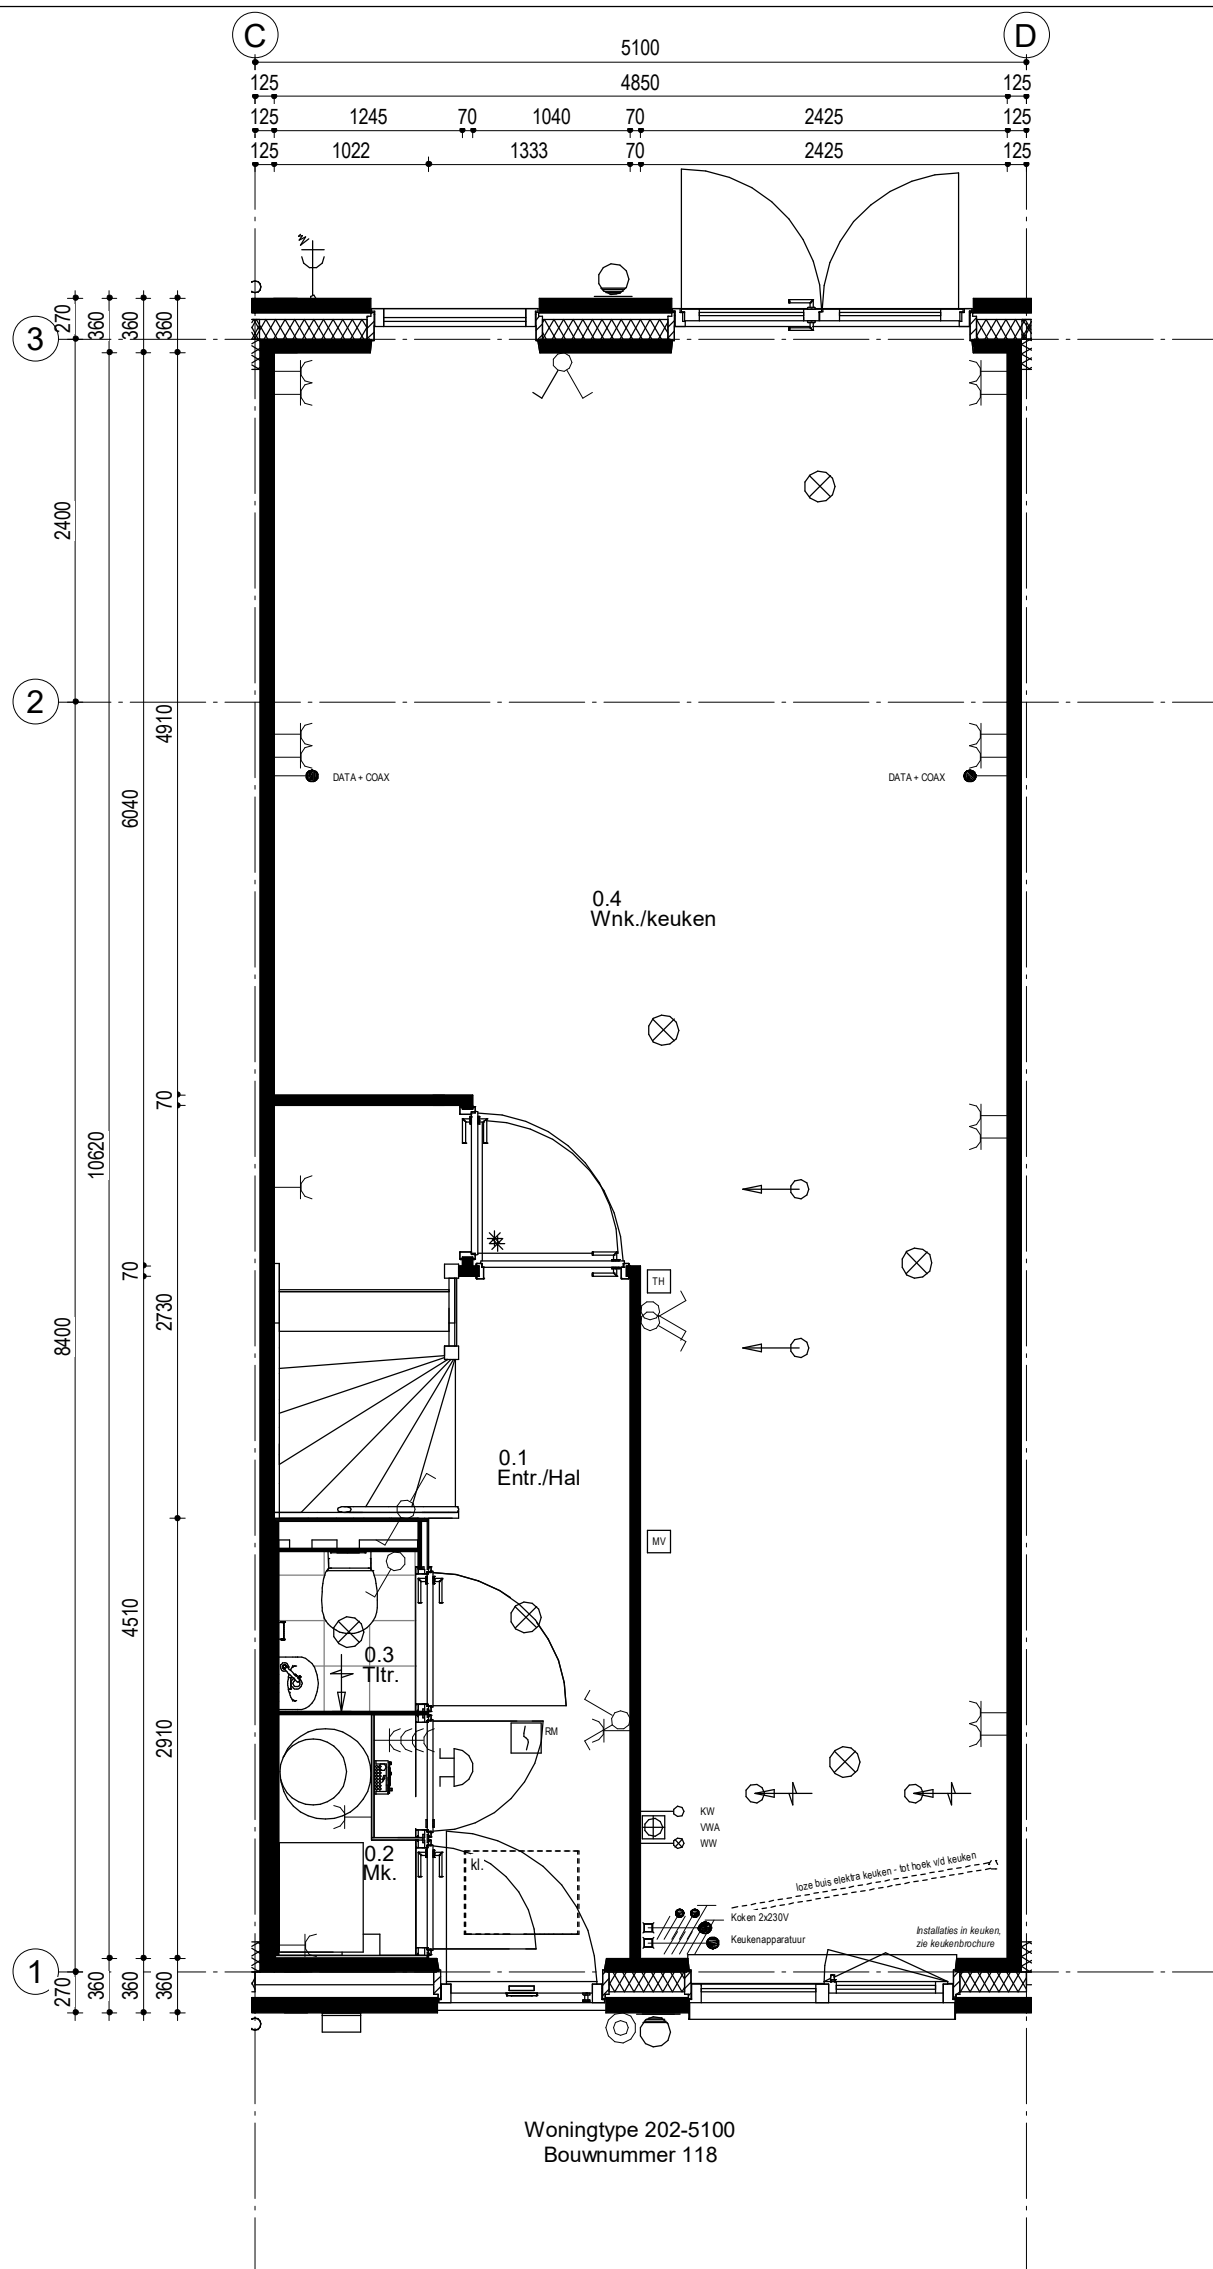 C
D
5100
125 4850 125
125 1245 70 1040 70 2425 125
125 1022 1333 70 2425 125
270 360 360 360
3
2400
2
4910
DATA + COAX
DATA + COAX
6040
0.4
Wnk./keuken
70
10620
70
TH
2730
8400
0.1
Entr./Hal
MV
4510
0.3
Tltr.
2910
RM
KW
VWA
WW
0.2
Mk.
kl.
loze buis elektra keuken - tot hoek v/d keuken
Koken 2x230V
Keukenapparatuur
Installaties in keuken,
zie keukenbrochure
1
270 360 360 360
Woningtype 202-5100
Bouwnummer 118